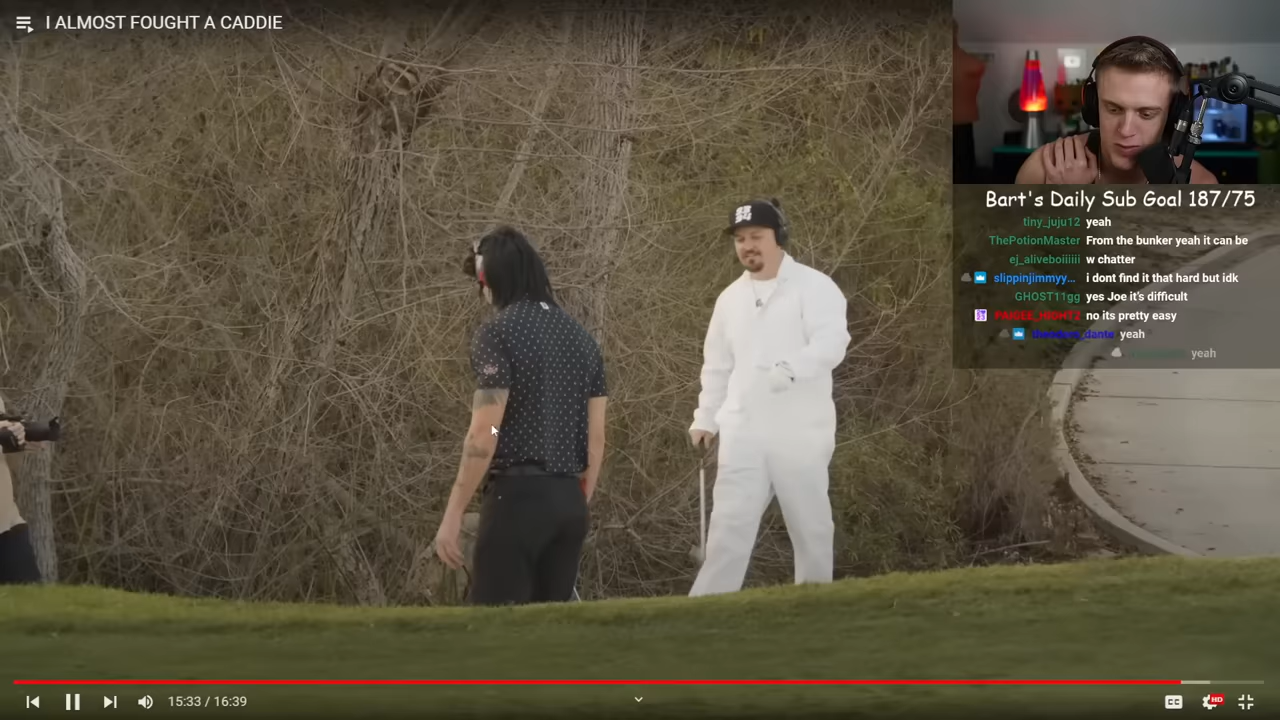 I ALMOST FOUGHT A CADDIE
Bart's Daily Sub Goal 187/75
tiny_juju12 yeah
ThePotionMaster From the bunker yeah it can be
ej_aliveboiiiiii w chatter
slippinjimmyy... i dont find it that hard but idk
GHOST11gg yes Joe it's difficult
no its pretty easy
yeah
yeah
15:33 / 16:39
CC
HD